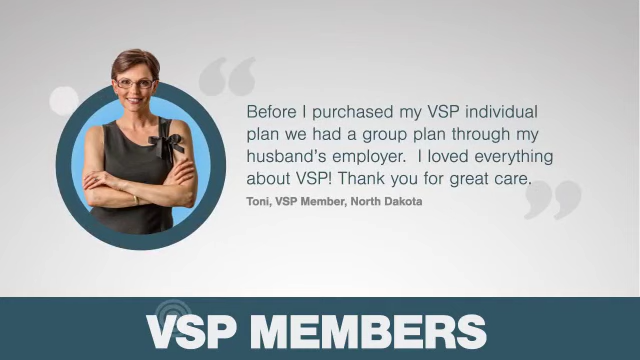 Before I purchased my VSP individual
plan we had a group plan through my
husband's employer.  I loved everything
about VSP! Thank you for great care.
Toni, VSP Member, North Dakota
VSP MEMBERS